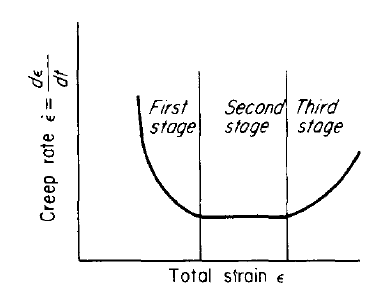 Creep rate ε̇ = dε/dt
First stage
Second stage
Third stage
Total strain ε